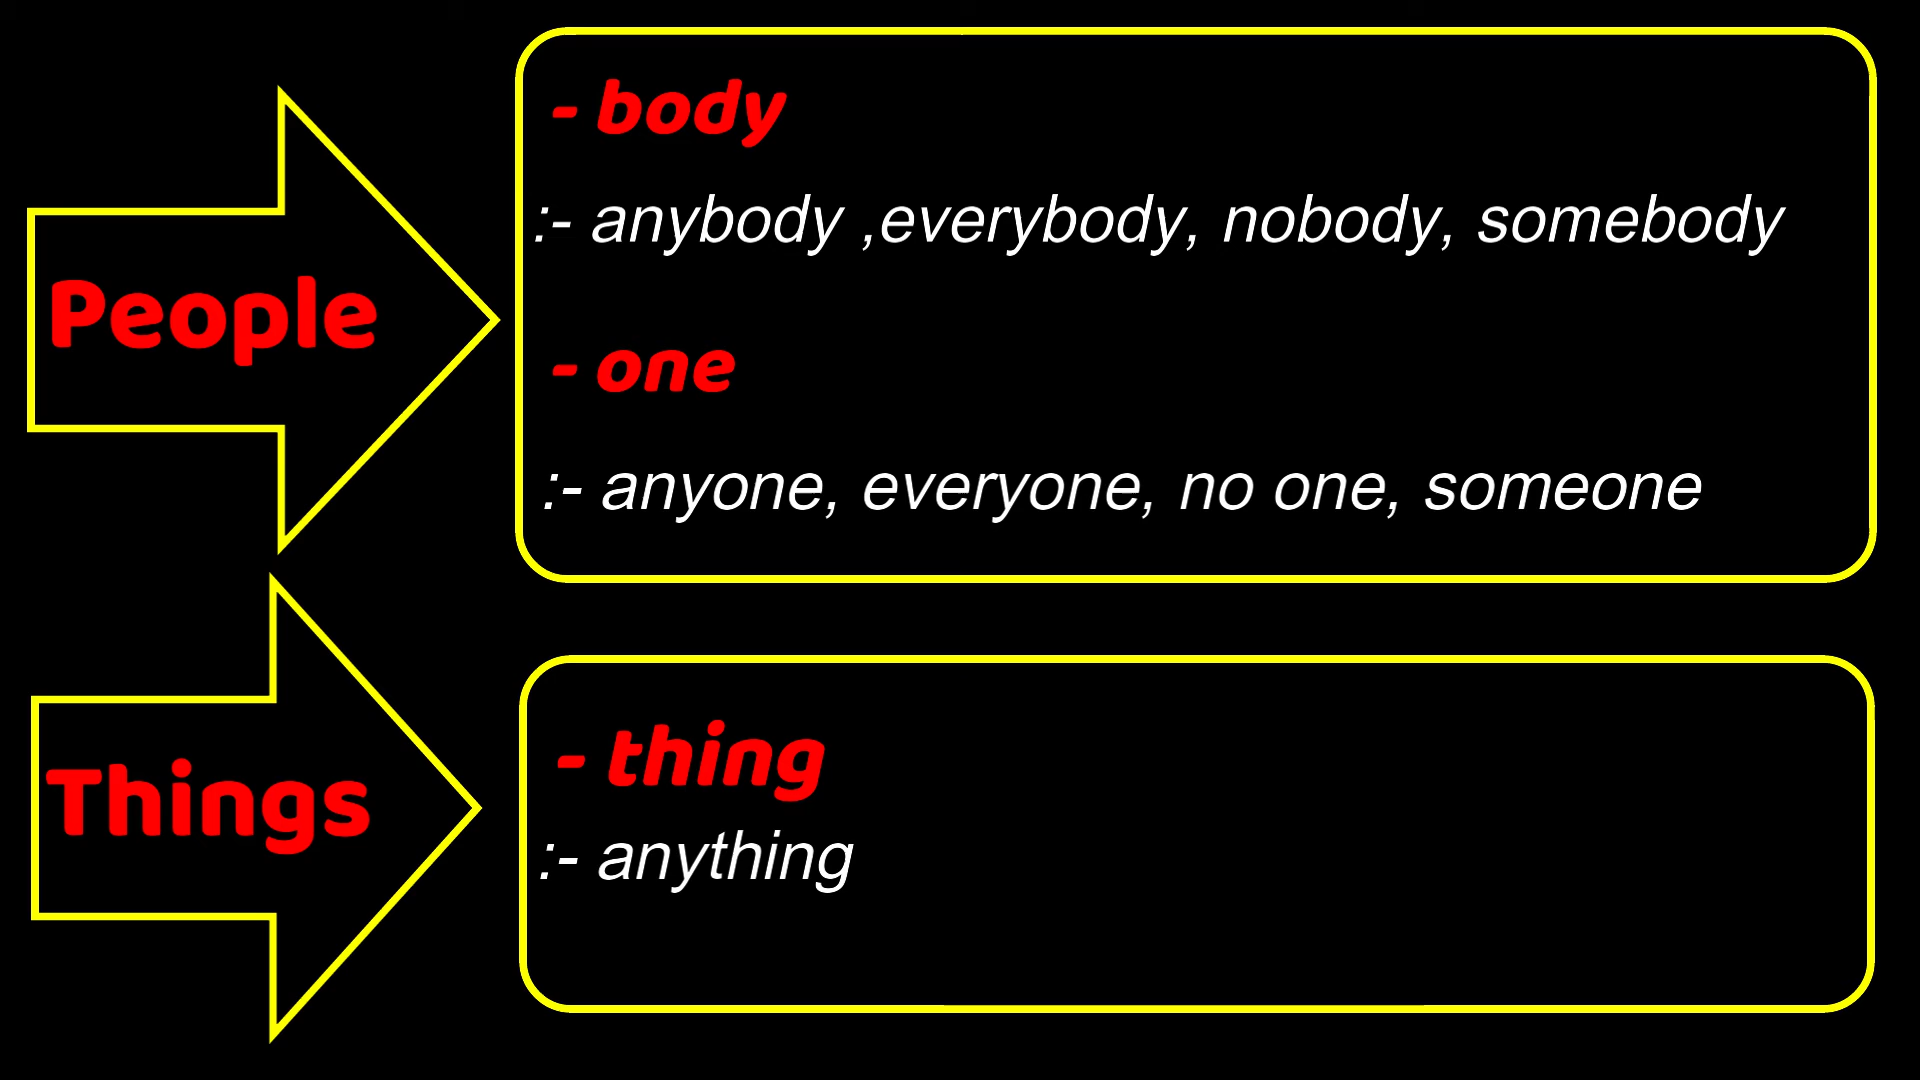 People
- body
:- anybody ,everybody, nobody, somebody
- one
:- anyone, everyone, no one, someone
Things
- thing
:- anything